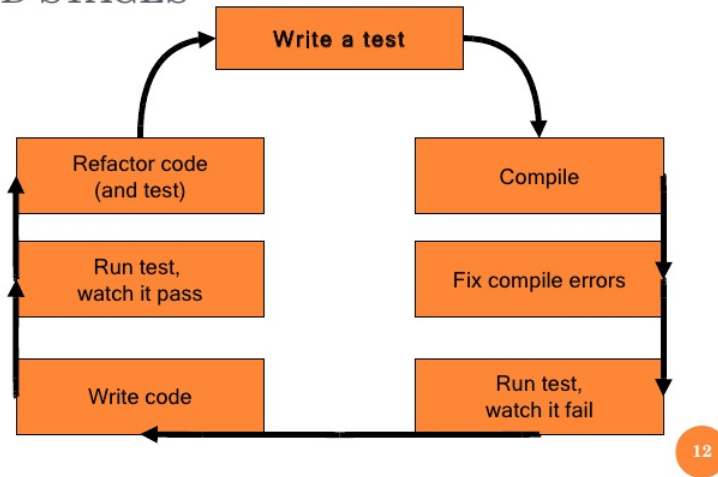 D STAGES
Write a test
Refactor code
(and test)
Compile
Run test,
watch it pass
Fix compile errors
Write code
Run test,
watch it fail
12